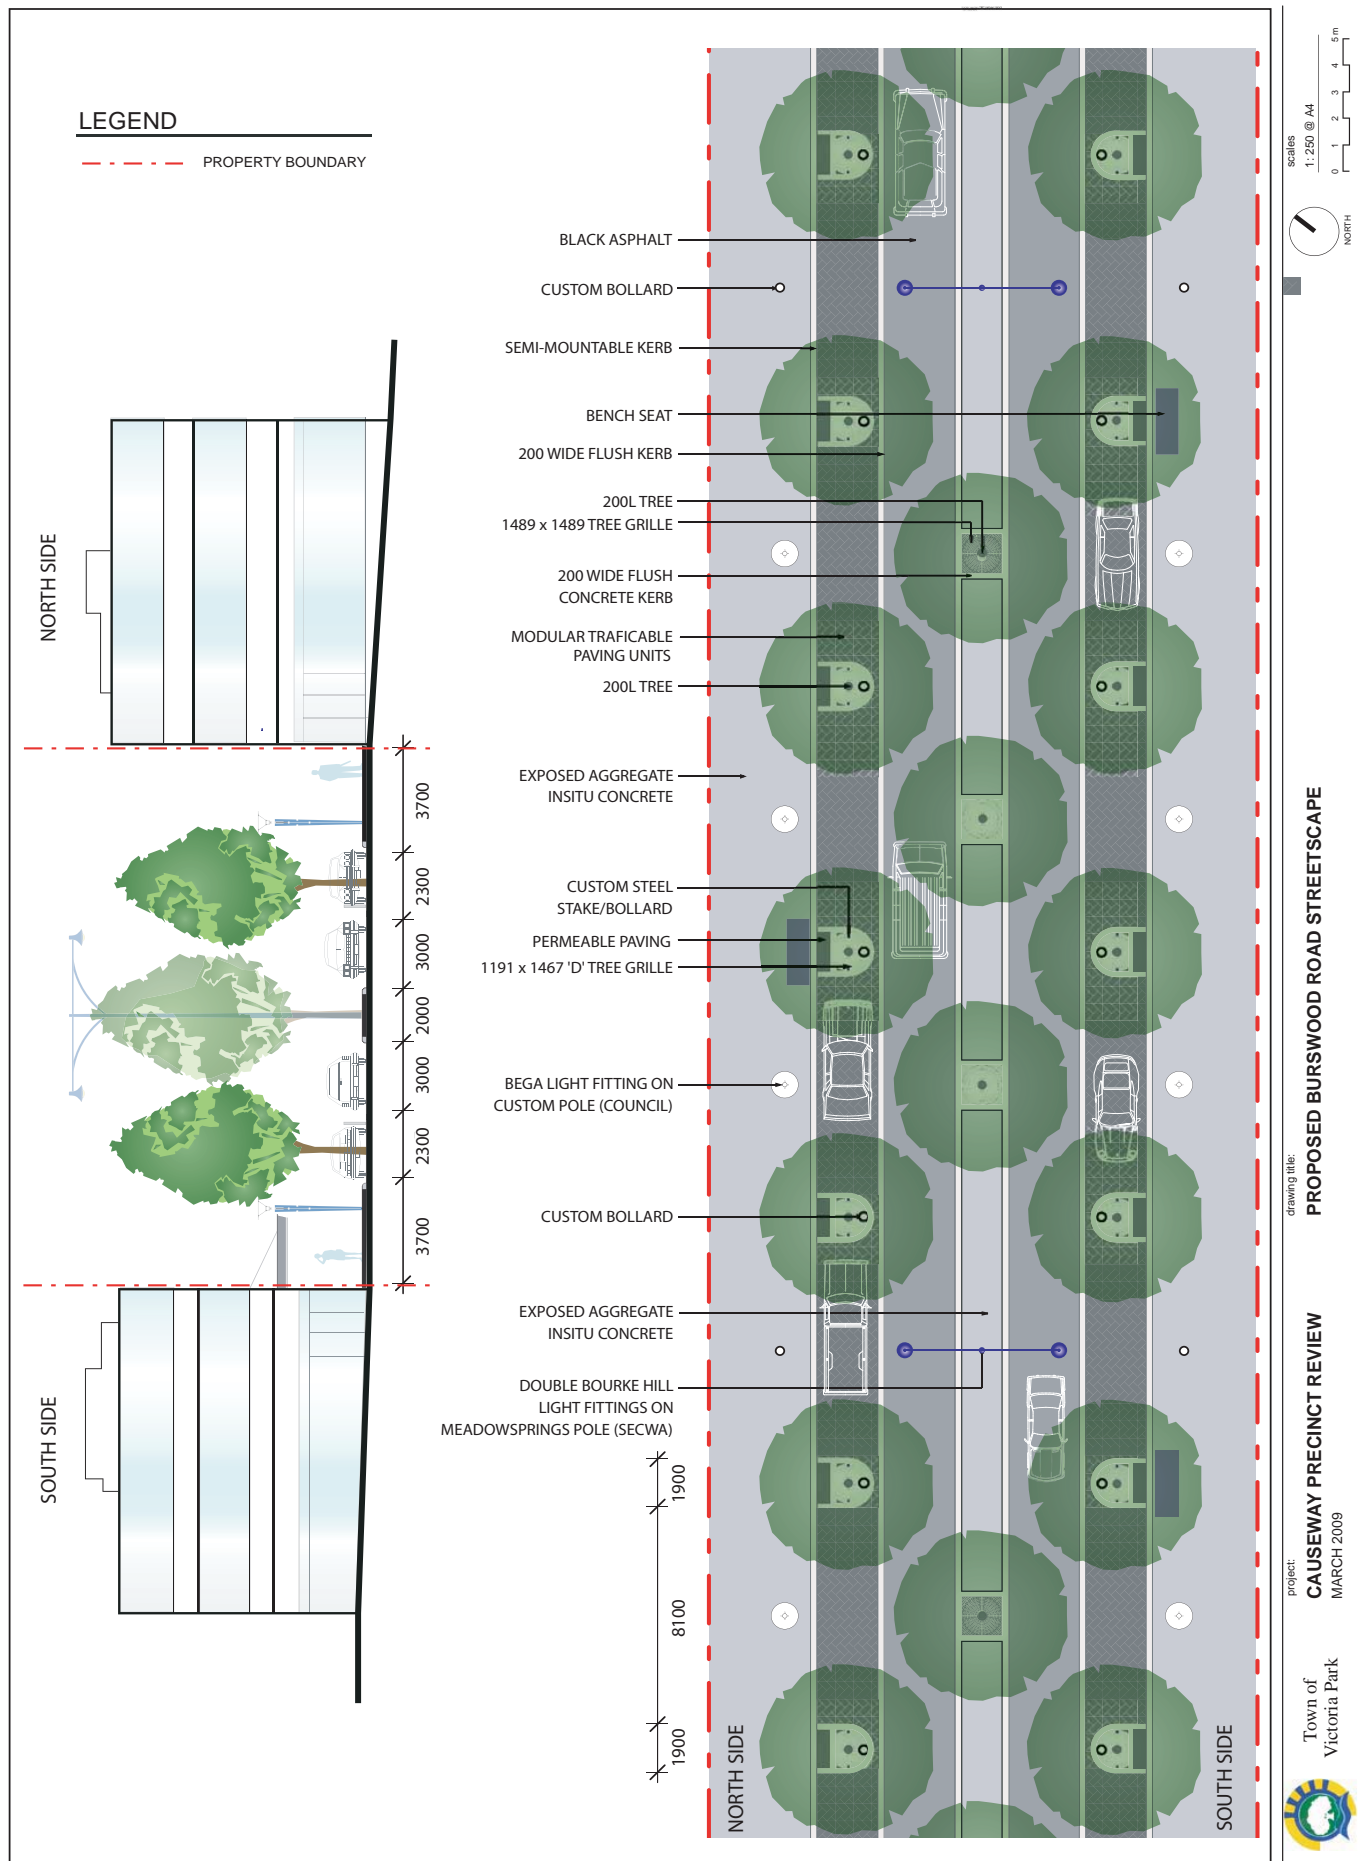 LEGEND
PROPERTY BOUNDARY
NORTH SIDE
SOUTH SIDE
3700
2300
3000
2000
3000
2300
3700
BLACK ASPHALT
CUSTOM BOLLARD
SEMI-MOUNTABLE KERB
BENCH SEAT
200 WIDE FLUSH KERB
200L TREE
1489 x 1489 TREE GRILLE
200 WIDE FLUSH
CONCRETE KERB
MODULAR TRAFICABLE
PAVING UNITS
200L TREE
EXPOSED AGGREGATE
INSITU CONCRETE
CUSTOM STEEL
STAKE/BOLLARD
PERMEABLE PAVING
1191 x 1467 'D' TREE GRILLE
BEGA LIGHT FITTING ON
CUSTOM POLE (COUNCIL)
CUSTOM BOLLARD
EXPOSED AGGREGATE
INSITU CONCRETE
DOUBLE BOURKE HILL
LIGHT FITTINGS ON
MEADOWSPRINGS POLE (SECWA)
1900
8100
1900
NORTH SIDE
SOUTH SIDE
scales
1: 250 @ A4
0 1 2 3 4 5 m
NORTH
drawing title:
PROPOSED BURSWOOD ROAD STREETSCAPE
project:
CAUSEWAY PRECINCT REVIEW
MARCH 2009
Town of
Victoria Park